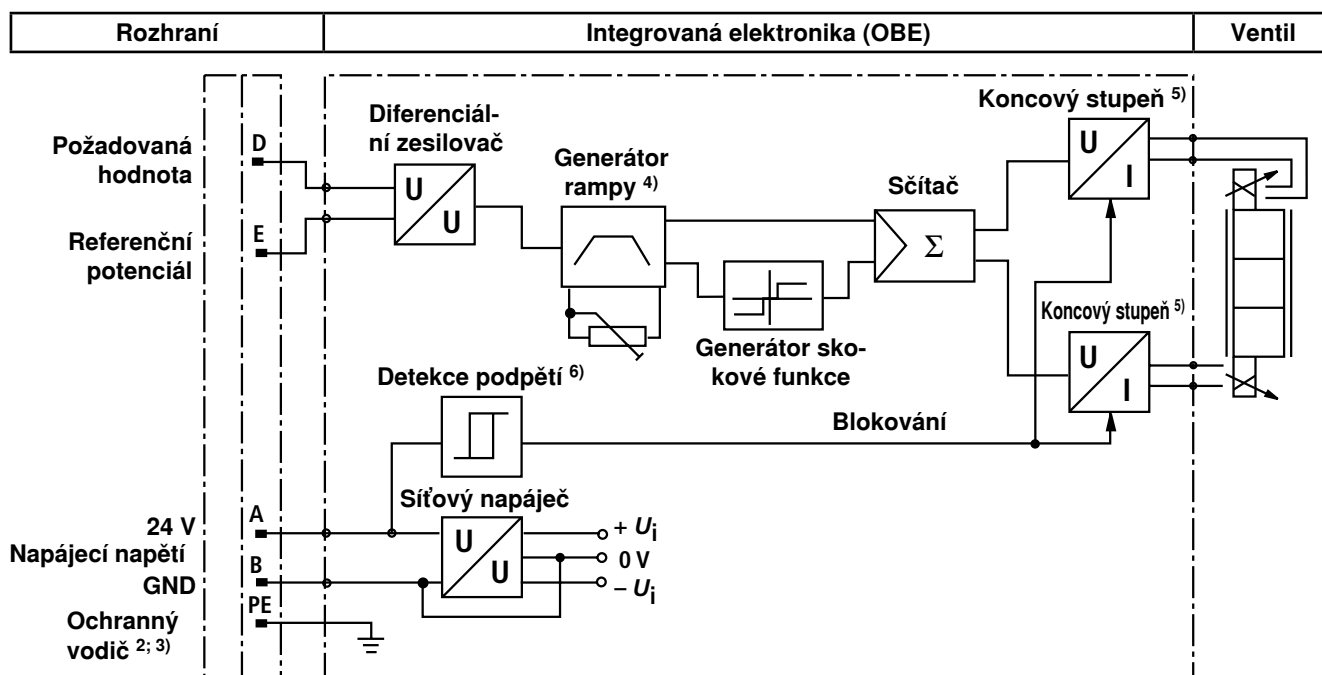 Rozhraní
Integrovaná elektronika (OBE)
Ventil
Požadovaná
hodnota
D
Diferenciál-
ní zesilovač
U
U
Generátor
rampy 4)
Sčítač
Σ
Koncový stupeň 5)
U
I
Referenční
potenciál
E
Generátor sko-
kové funkce
Koncový stupeň 5)
U
I
Detekce podpětí 6)
Blokování
Síťový napáječ
U
U
24 V
Napájecí napětí
GND
A
B
+ Ui
0 V
– Ui
PE
Ochranný
vodič 2; 3)